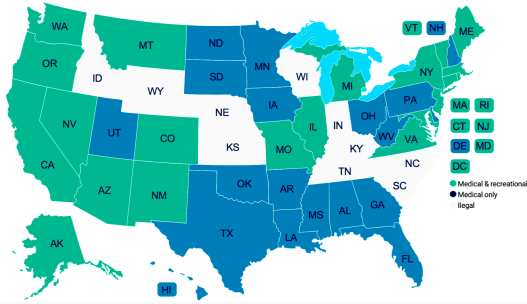 WA
MT
ND
MN
VT NH
ME
OR
ID
SD
WI
MI
NY
WY
IA
PA
NE
OH
MA RI
NV
UT
IL
IN
WV
VA
CT NJ
CO
KS
MO
KY
DE MD
CA
NC
DC
TN
AZ
NM
OK
AR
SC
Medical & recreational
Medical only
Ilegal
MS
AL
GA
TX
LA
AK
FL
HI